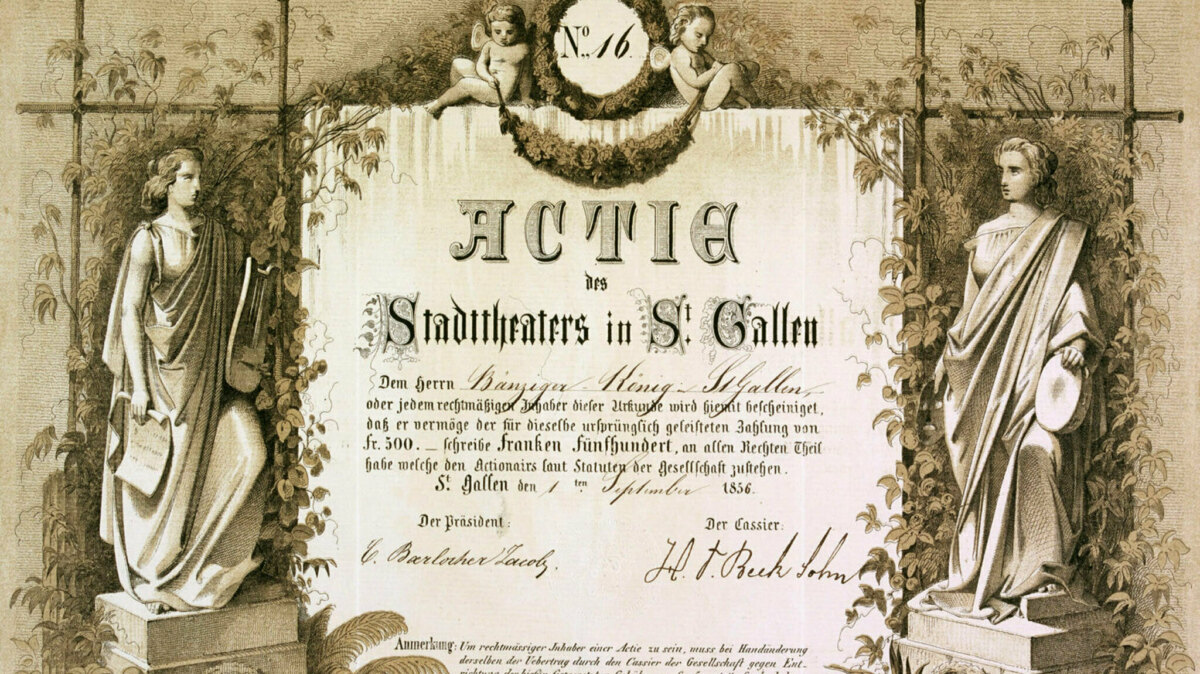 No. 16.
ACTIE
des
Stadttheaters in St. Gallen
Dem Herrn Bänziger-König. St Gallen,
oder jedem rechtmäßigen Inhaber dieser Urkunde wird hiemit bescheiniget,
daß er vermöge der für dieselbe ursprünglich geleisteten Zahlung von
Fr. 500. — schreibe Franken Fünfhundert, an allen Rechten Theil
habe welche den Actionairs laut Statuten der Gesellschaft zustehen.
St. Gallen den 1 ten September 1856.
Der Präsident: Der Cassier:
C. Barlocher Jacob. Beck Sohn
Anmerkung: Um rechtmässiger Inhaber einer Actie zu sein, muss bei Handänderung
derselben der Uebertrag durch den Cassier der Gesellschaft gegen Ent-